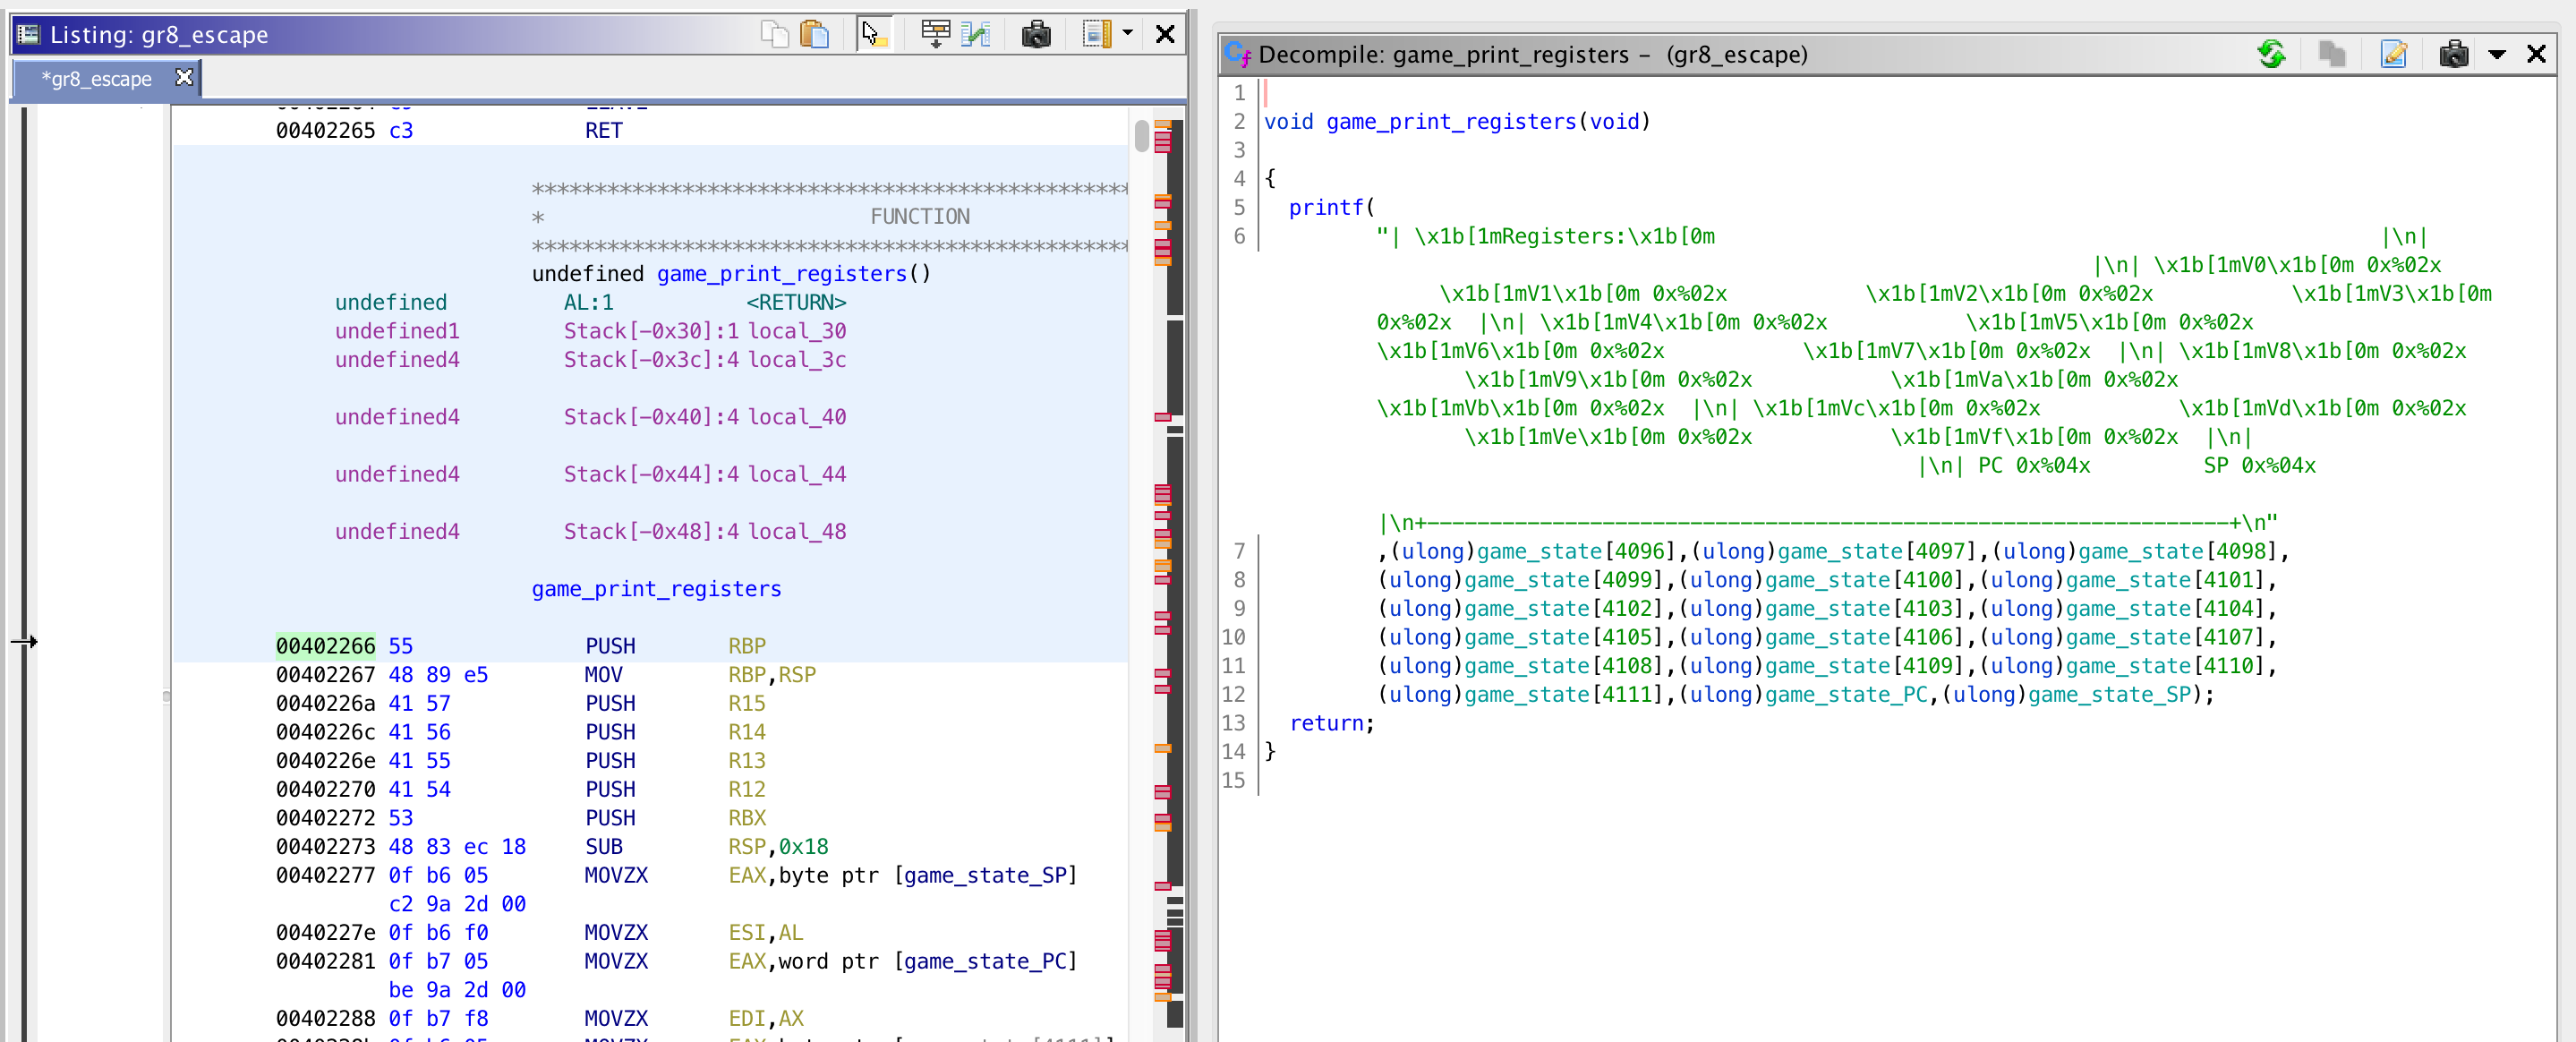 Listing: gr8_escape
*gr8_escape
00402265 c3 RET
*************************************************
* FUNCTION
*************************************************
undefined game_print_registers()
undefined AL:1 <RETURN>
undefined1 Stack[-0x30]:1 local_30
undefined4 Stack[-0x3c]:4 local_3c
undefined4 Stack[-0x40]:4 local_40
undefined4 Stack[-0x44]:4 local_44
undefined4 Stack[-0x48]:4 local_48
game_print_registers
00402266 55 PUSH RBP
00402267 48 89 e5 MOV RBP,RSP
0040226a 41 57 PUSH R15
0040226c 41 56 PUSH R14
0040226e 41 55 PUSH R13
00402270 41 54 PUSH R12
00402272 53 PUSH RBX
00402273 48 83 ec 18 SUB RSP,0x18
00402277 0f b6 05 MOVZX EAX,byte ptr [game_state_SP]
c2 9a 2d 00
0040227e 0f b6 f0 MOVZX ESI,AL
00402281 0f b7 05 MOVZX EAX,word ptr [game_state_PC]
be 9a 2d 00
00402288 0f b7 f8 MOVZX EDI,AX
Decompile: game_print_registers - (gr8_escape)
1
2 void game_print_registers(void)
3
4 {
5 printf(
6 "| \x1b[1mRegisters:\x1b[0m |\n|
|\n| \x1b[1mV0\x1b[0m 0x%02x
\x1b[1mV1\x1b[0m 0x%02x \x1b[1mV2\x1b[0m 0x%02x \x1b[1mV3\x1b[0m
0x%02x |\n| \x1b[1mV4\x1b[0m 0x%02x \x1b[1mV5\x1b[0m 0x%02x
\x1b[1mV6\x1b[0m 0x%02x \x1b[1mV7\x1b[0m 0x%02x |\n| \x1b[1mV8\x1b[0m 0x%02x
\x1b[1mV9\x1b[0m 0x%02x \x1b[1mVa\x1b[0m 0x%02x
\x1b[1mVb\x1b[0m 0x%02x |\n| \x1b[1mVc\x1b[0m 0x%02x \x1b[1mVd\x1b[0m 0x%02x
\x1b[1mVe\x1b[0m 0x%02x \x1b[1mVf\x1b[0m 0x%02x |\n|
|\n| PC 0x%04x SP 0x%04x
|\n+----------------------------------------------------------------+\n"
7 ,(ulong)game_state[4096],(ulong)game_state[4097],(ulong)game_state[4098],
8 (ulong)game_state[4099],(ulong)game_state[4100],(ulong)game_state[4101],
9 (ulong)game_state[4102],(ulong)game_state[4103],(ulong)game_state[4104],
10 (ulong)game_state[4105],(ulong)game_state[4106],(ulong)game_state[4107],
11 (ulong)game_state[4108],(ulong)game_state[4109],(ulong)game_state[4110],
12 (ulong)game_state[4111],(ulong)game_state_PC,(ulong)game_state_SP);
13 return;
14 }
15